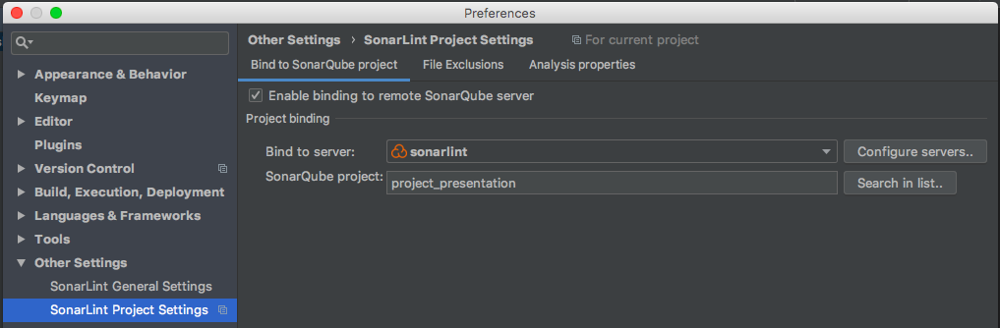 Preferences
Other Settings › SonarLint Project Settings For current project
Bind to SonarQube project File Exclusions Analysis properties
Appearance & Behavior
Keymap
Editor
Plugins
Version Control
Build, Execution, Deployment
Languages & Frameworks
Tools
Other Settings
SonarLint General Settings
SonarLint Project Settings
Enable binding to remote SonarQube server
Project binding
Bind to server: sonarlint Configure servers..
SonarQube project: project_presentation Search in list..